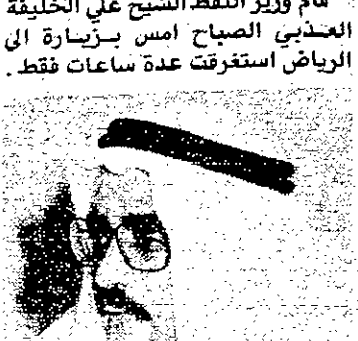 قام وزير النفط الشيخ علي الخليفة
العذبي الصباح امس بزيارة الى
الرياض استغرقت عدة ساعات فقط .